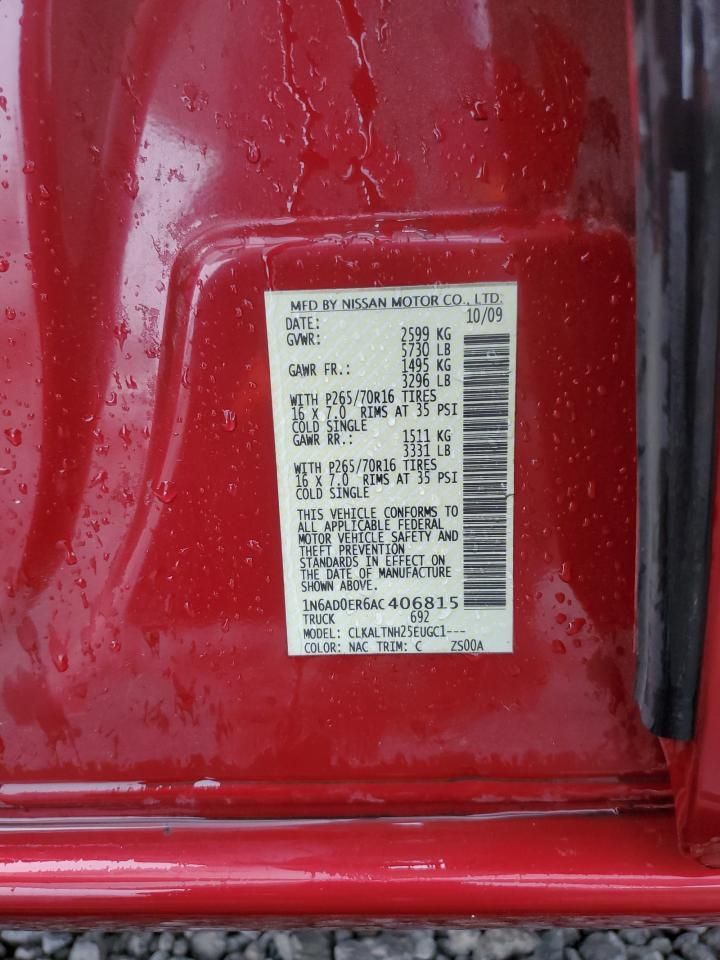 MFD BY NISSAN MOTOR CO., LTD.
DATE: 10/09
GVWR: 2599 KG
5730 LB
GAWR FR.: 1495 KG
3296 LB
WITH P265/70R16 TIRES
16 X 7.0 RIMS AT 35 PSI
COLD SINGLE
GAWR RR.: 1511 KG
3331 LB
WITH P265/70R16 TIRES
16 X 7.0 RIMS AT 35 PSI
COLD SINGLE
THIS VEHICLE CONFORMS TO
ALL APPLICABLE FEDERAL
MOTOR VEHICLE SAFETY AND
THEFT PREVENTION
STANDARDS IN EFFECT ON
THE DATE OF MANUFACTURE
SHOWN ABOVE.
1N6AD0ER6AC406815
TRUCK 692
MODEL: CLKALTNH25EUGC1---
COLOR: NAC TRIM: C ZS00A